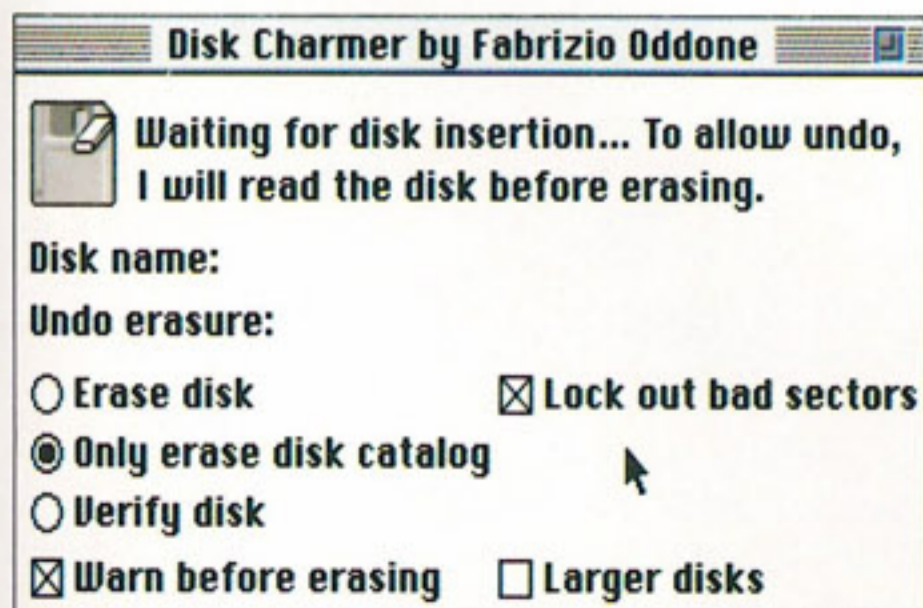 Disk Charmer by Fabrizio Oddone
Waiting for disk insertion... To allow undo,
I will read the disk before erasing.
Disk name:
Undo erasure:
Erase disk
Lock out bad sectors
Only erase disk catalog
Verify disk
Warn before erasing
Larger disks